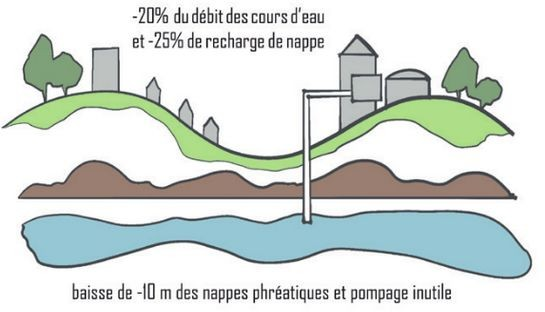 -20% du débit des cours d'eau
et -25% de recharge de nappe
baisse de -10 m des nappes phréatiques et pompage inutile